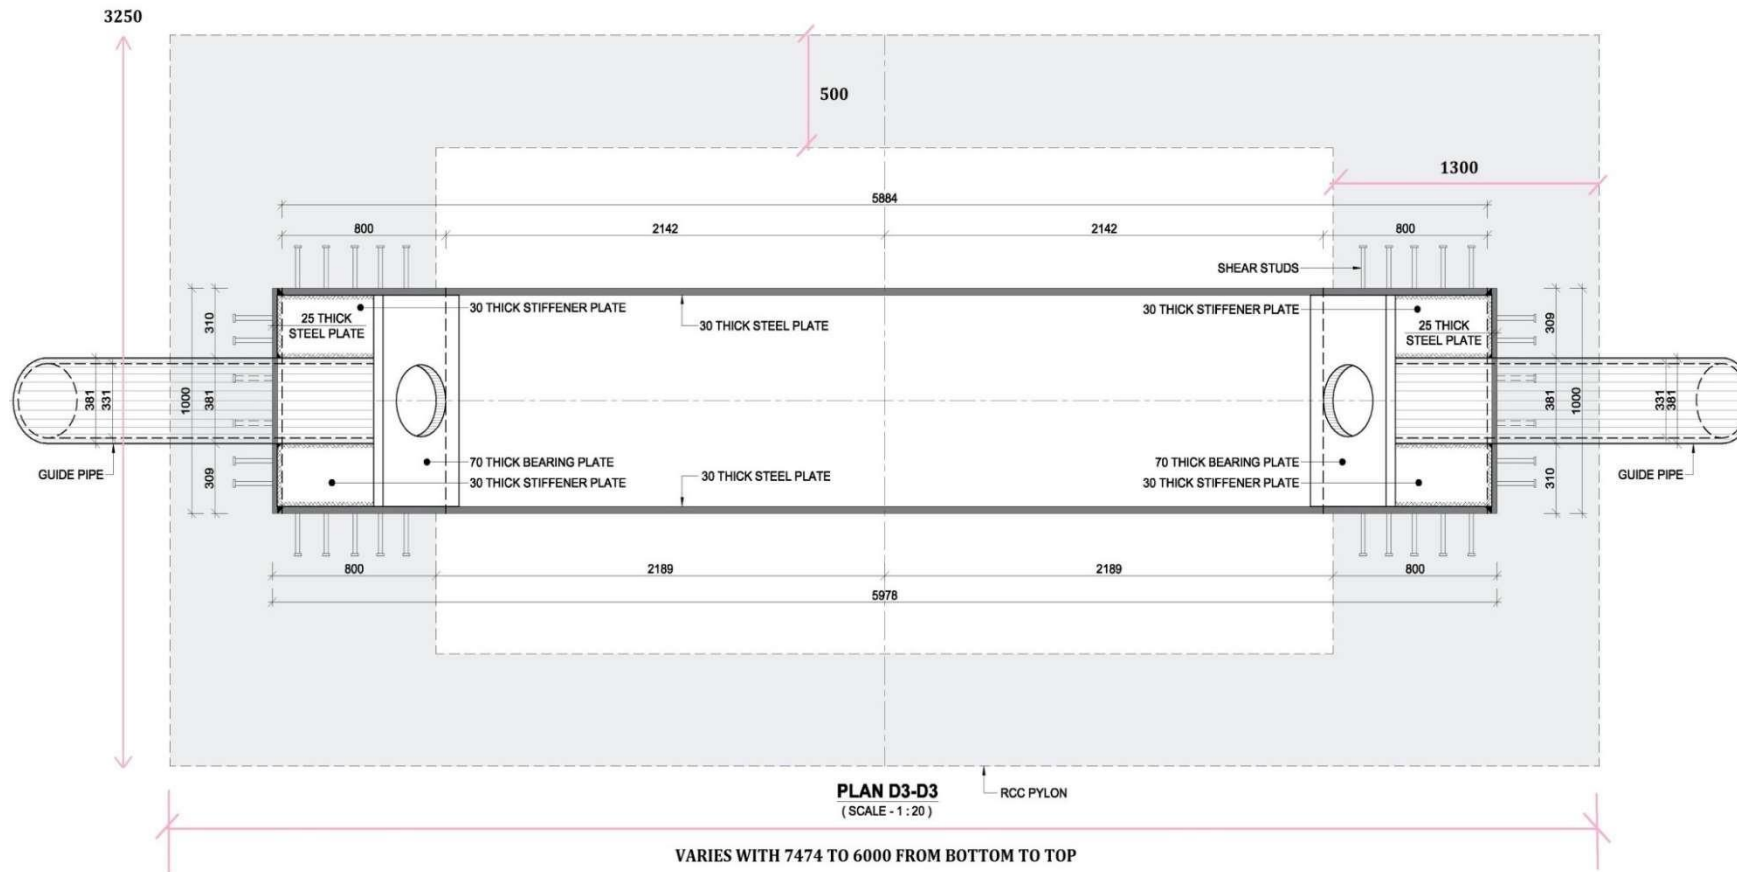 3250
500
1300
5884
800
2142
2142
800
SHEAR STUDS
30 THICK STIFFENER PLATE
30 THICK STIFFENER PLATE
25 THICK
STEEL PLATE
30 THICK STEEL PLATE
25 THICK
STEEL PLATE
310
309
381
331
1000
381
381
1000
331
381
GUIDE PIPE
70 THICK BEARING PLATE
30 THICK STIFFENER PLATE
30 THICK STEEL PLATE
70 THICK BEARING PLATE
30 THICK STIFFENER PLATE
GUIDE PIPE
309
310
800
2189
2189
800
5978
PLAN D3-D3
( SCALE - 1 : 20 )
RCC PYLON
VARIES WITH 7474 TO 6000 FROM BOTTOM TO TOP